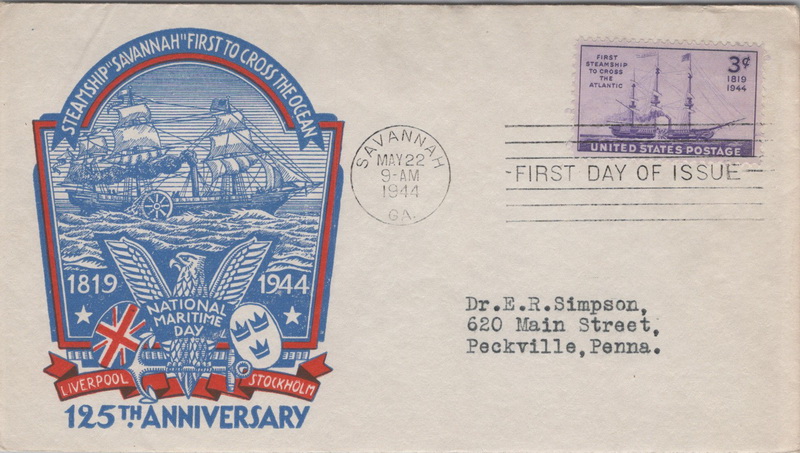 STEAMSHIP "SAVANNAH" FIRST TO CROSS THE OCEAN
1819 1944
NATIONAL
MARITIME
DAY
LIVERPOOL STOCKHOLM
125TH ANNIVERSARY
SAVANNAH
MAY 22
9-AM
1944
GA.
FIRST
STEAMSHIP
TO CROSS
THE
ATLANTIC
3¢
1819
1944
UNITED STATES POSTAGE
FIRST DAY OF ISSUE
Dr.E.R.Simpson,
620 Main Street,
Peckville,Penna.